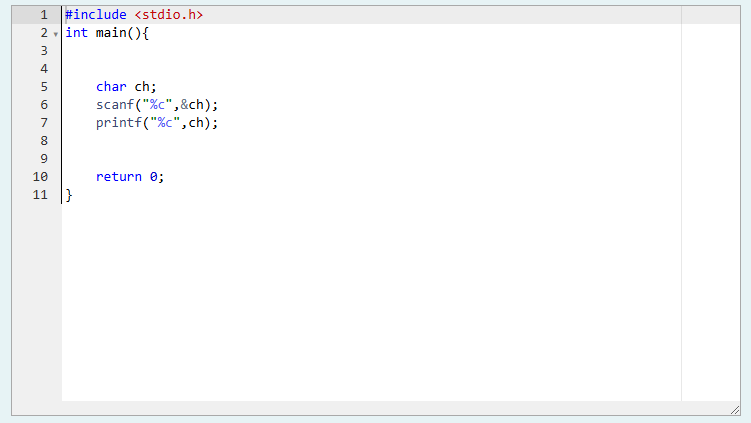 1 #include <stdio.h>
2 int main(){
3
4
5     char ch;
6     scanf("%c",&ch);
7     printf("%c",ch);
8
9
10     return 0;
11 }